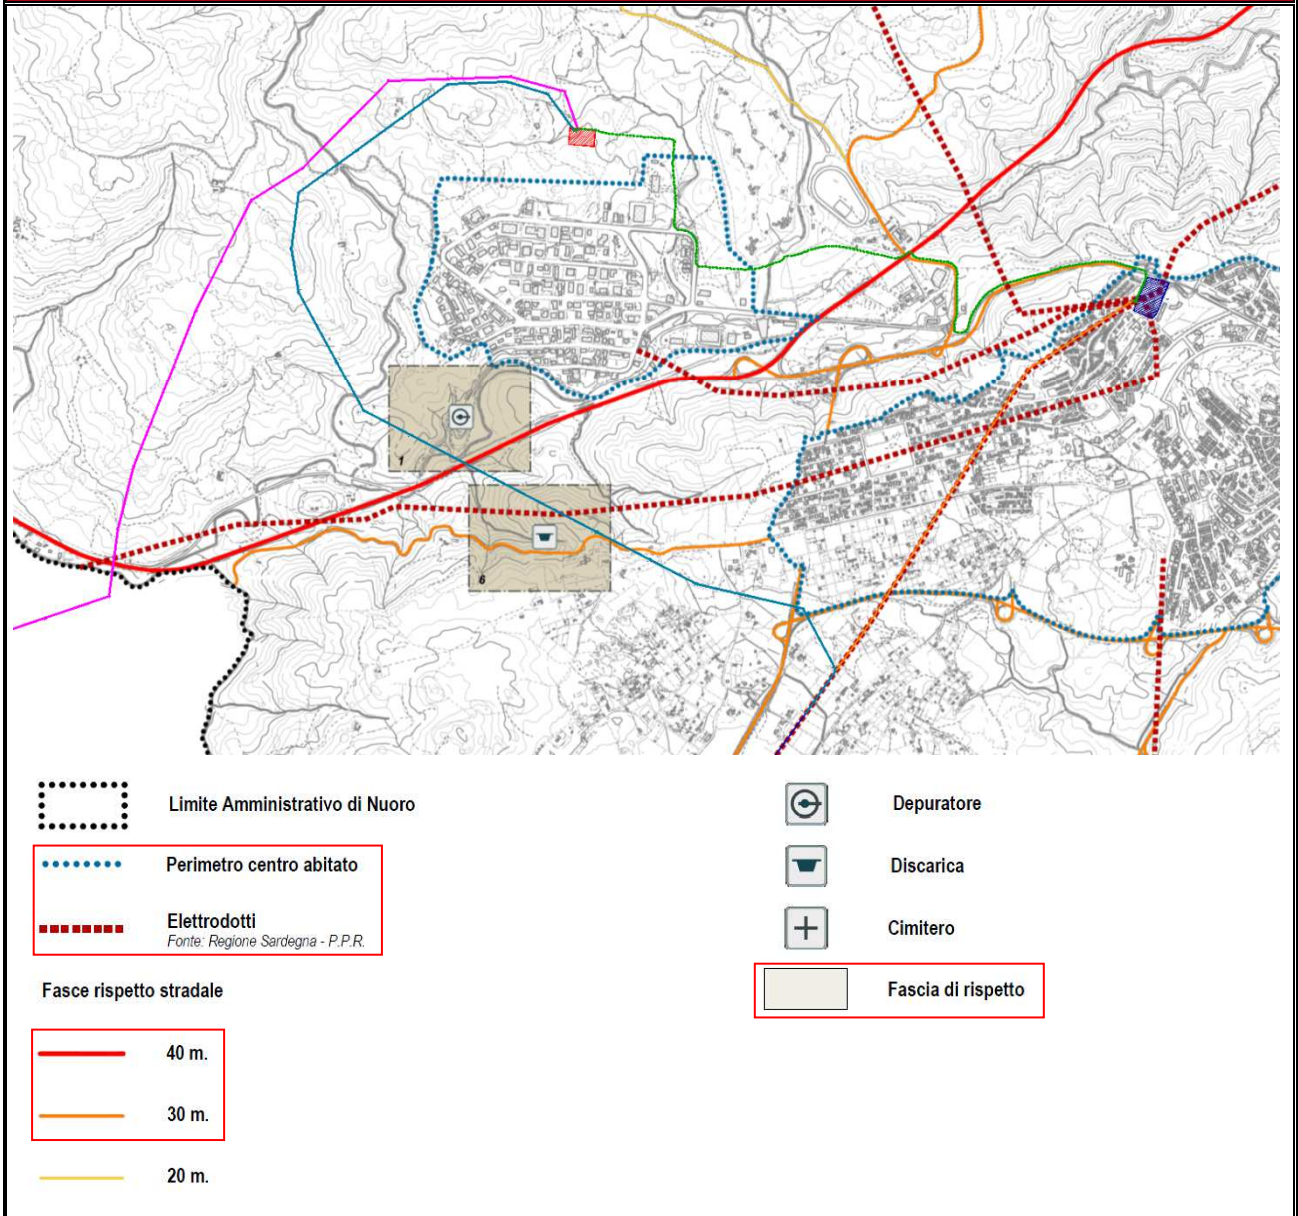 1
6
Limite Amministrativo di Nuoro
Perimetro centro abitato
Elettrodotti
Fonte: Regione Sardegna - P.P.R.
Fasce rispetto stradale
40 m.
30 m.
20 m.
Depuratore
Discarica
Cimitero
Fascia di rispetto